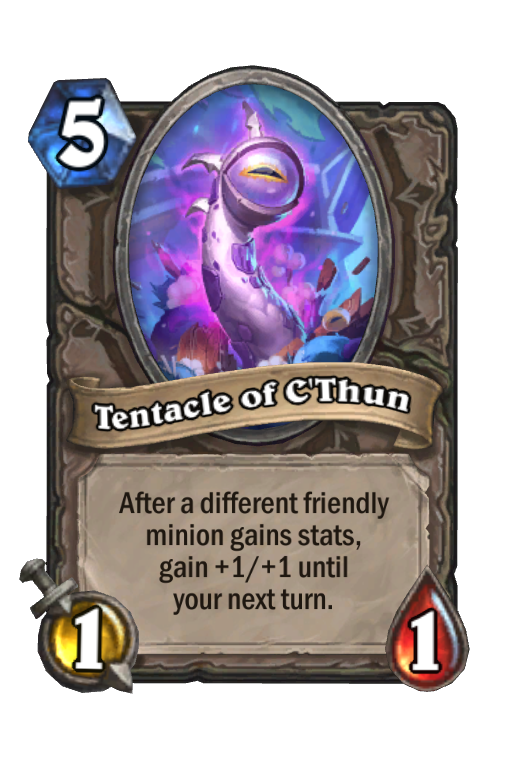 5
Tentacle of C'Thun
After a different friendly
minion gains stats,
gain +1/+1 until
your next turn.
1
1